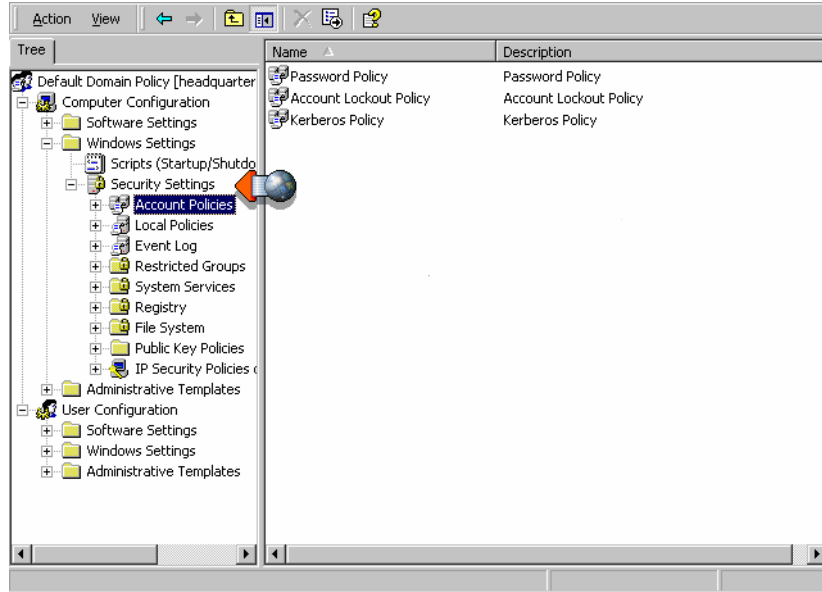 Action View
Tree
Name Description
Default Domain Policy [headquarter
Computer Configuration
Software Settings
Windows Settings
Scripts (Startup/Shutdo
Security Settings
Account Policies
Local Policies
Event Log
Restricted Groups
System Services
Registry
File System
Public Key Policies
IP Security Policies
Administrative Templates
User Configuration
Software Settings
Windows Settings
Administrative Templates
Password Policy Password Policy
Account Lockout Policy Account Lockout Policy
Kerberos Policy Kerberos Policy